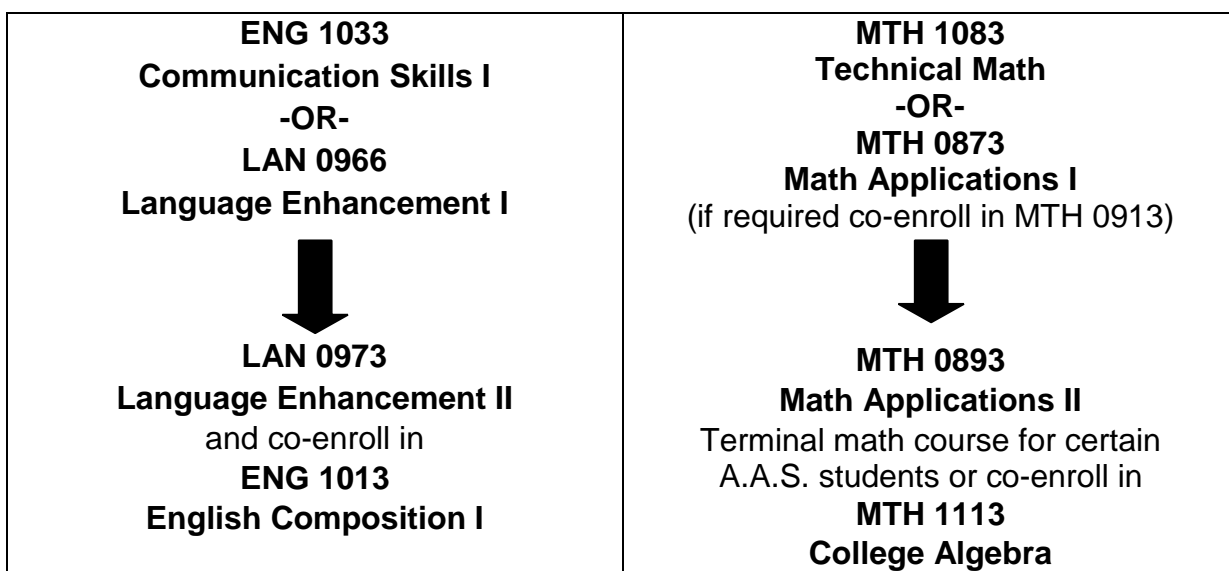 ENG 1033
Communication Skills I
-OR-
LAN 0966
Language Enhancement I
LAN 0973
Language Enhancement II
and co-enroll in
ENG 1013
English Composition I
MTH 1083
Technical Math
-OR-
MTH 0873
Math Applications I
(if required co-enroll in MTH 0913)
MTH 0893
Math Applications II
Terminal math course for certain
A.A.S. students or co-enroll in
MTH 1113
College Algebra